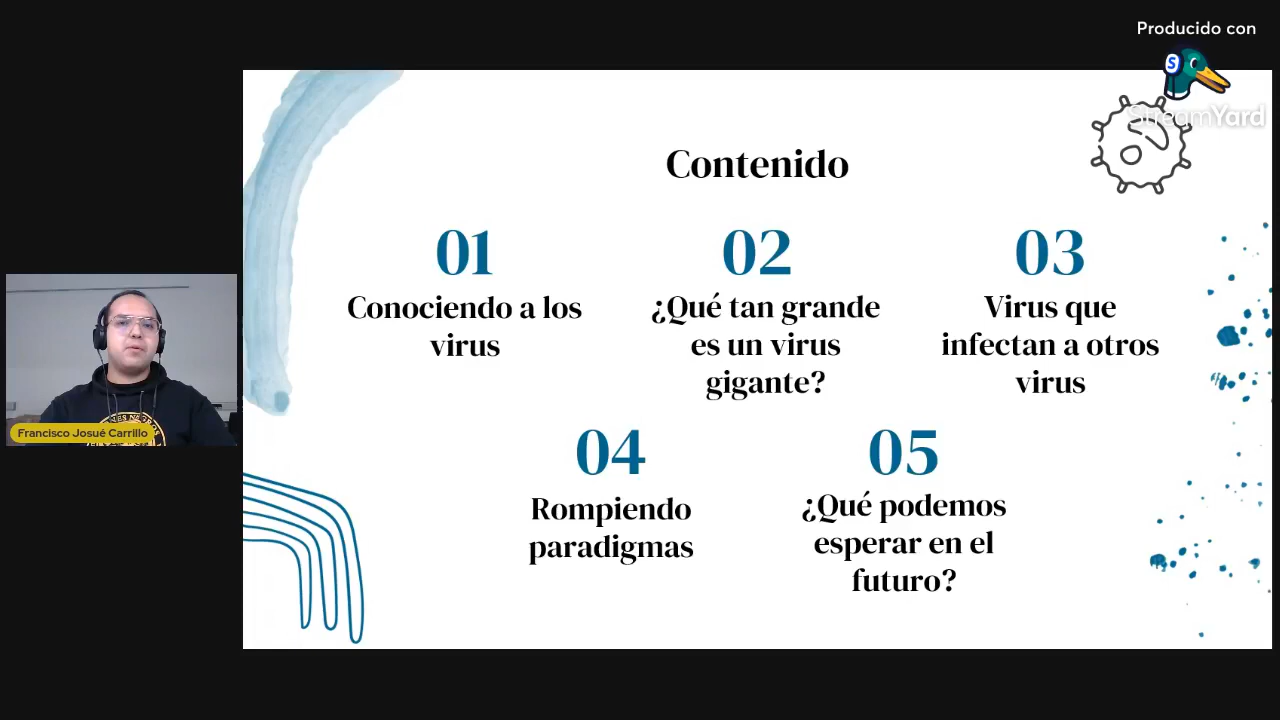 Producido con
StreamYard
Contenido
01
Conociendo a los
virus
02
¿Qué tan grande
es un virus
gigante?
03
Virus que
infectan a otros
virus
04
Rompiendo
paradigmas
05
¿Qué podemos
esperar en el
futuro?
Francisco Josué Carrillo